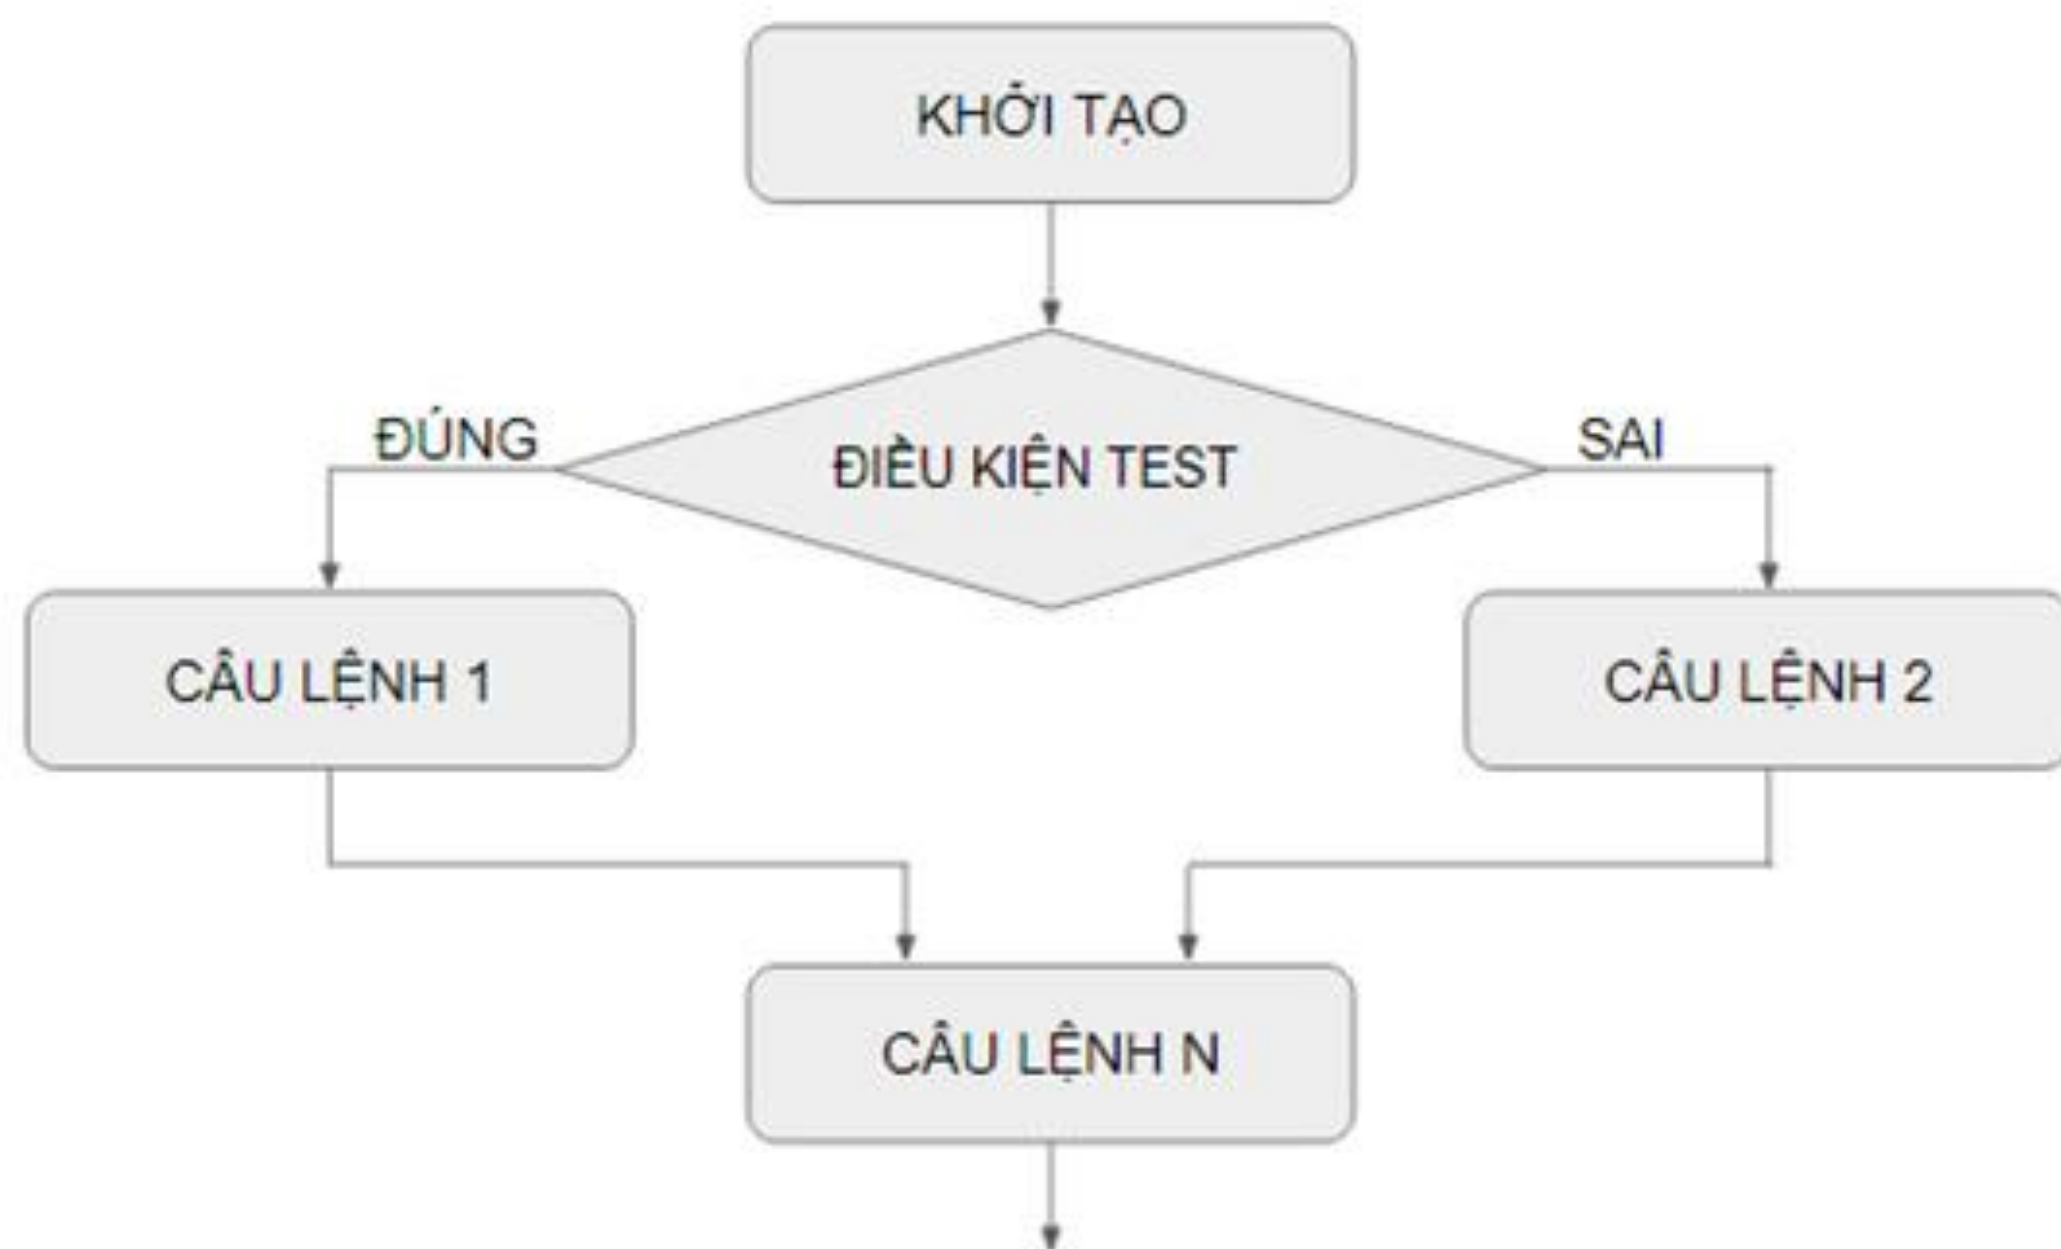 KHỞI TẠO
ĐIỀU KIỆN TEST
ĐÚNG
SAI
CÂU LỆNH 1
CÂU LỆNH 2
CÂU LỆNH N